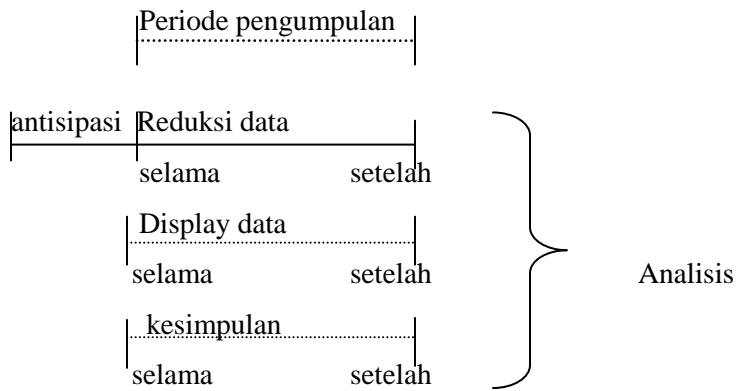 Periode pengumpulan
antisipasi Reduksi data
selama setelah
Display data
selama setelah Analisis
kesimpulan
selama setelah